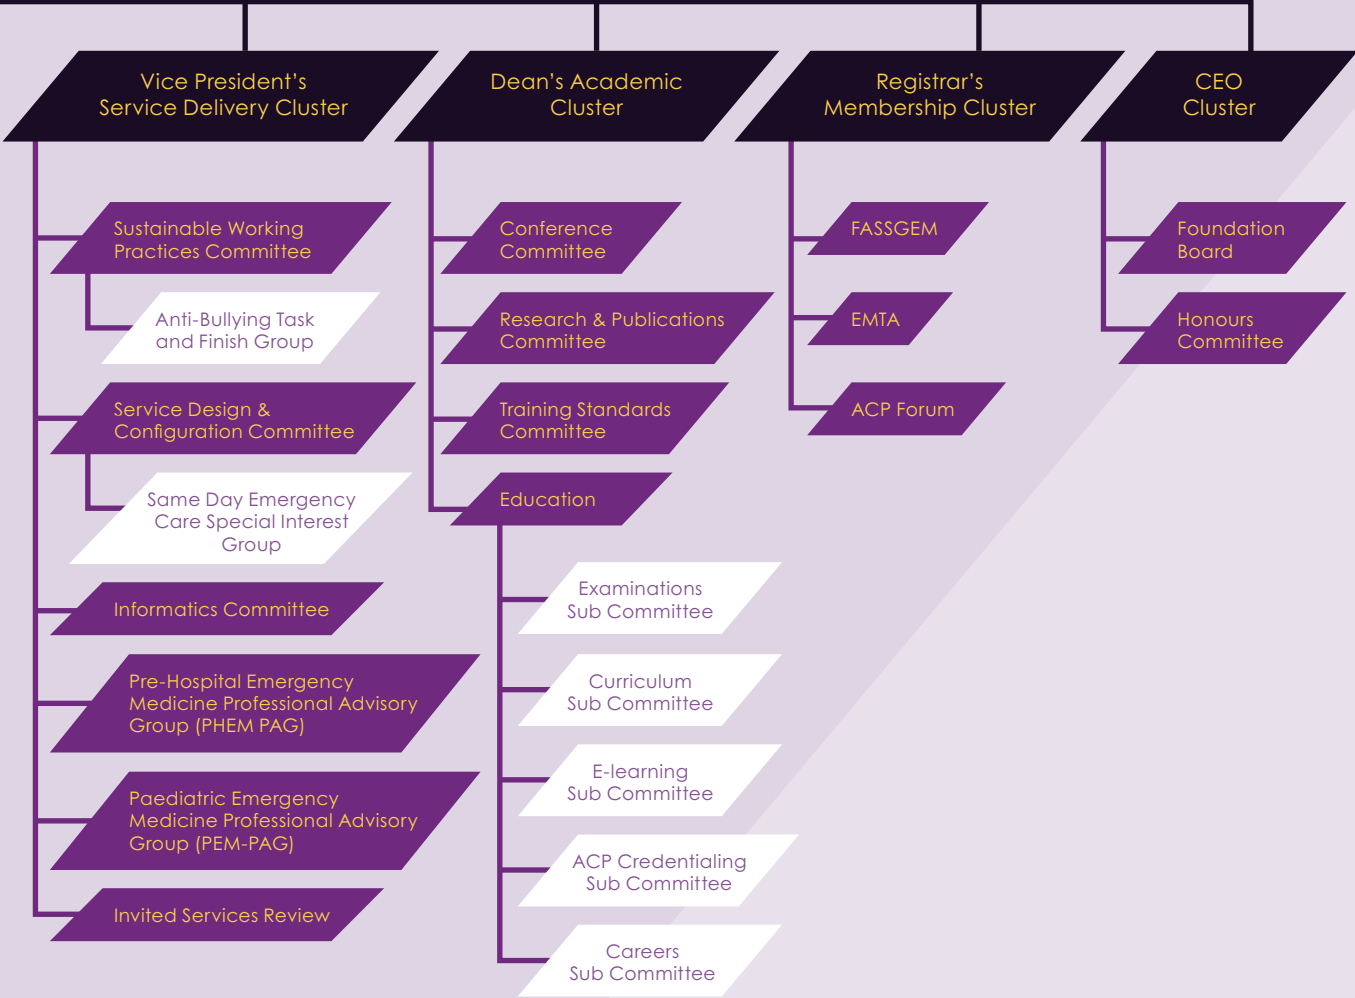 Vice President's
Service Delivery Cluster
Sustainable Working
Practices Committee
Anti-Bullying Task
and Finish Group
Service Design &
Configuration Committee
Same Day Emergency
Care Special Interest
Group
Informatics Committee
Pre-Hospital Emergency
Medicine Professional Advisory
Group (PHEM PAG)
Paediatric Emergency
Medicine Professional Advisory
Group (PEM-PAG)
Invited Services Review
Dean's Academic
Cluster
Conference
Committee
Research & Publications
Committee
Training Standards
Committee
Education
Examinations
Sub Committee
Curriculum
Sub Committee
E-learning
Sub Committee
ACP Credentialing
Sub Committee
Careers
Sub Committee
Registrar's
Membership Cluster
FASSGEM
EMTA
ACP Forum
CEO
Cluster
Foundation
Board
Honours
Committee